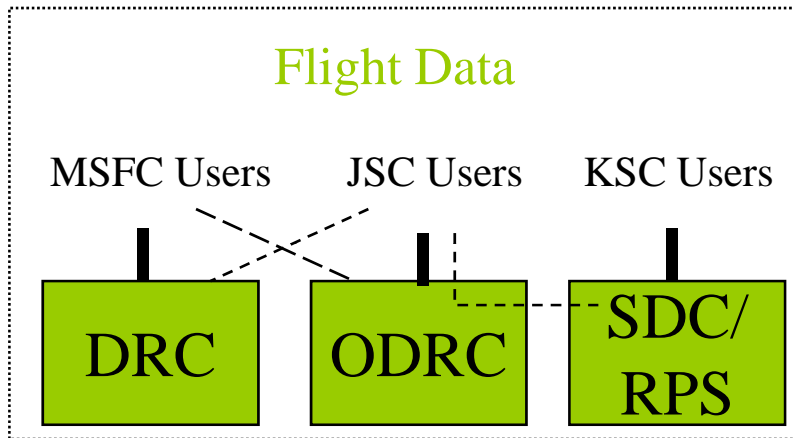 Flight Data
MSFC Users JSC Users KSC Users
DRC ODRC SDC/
RPS